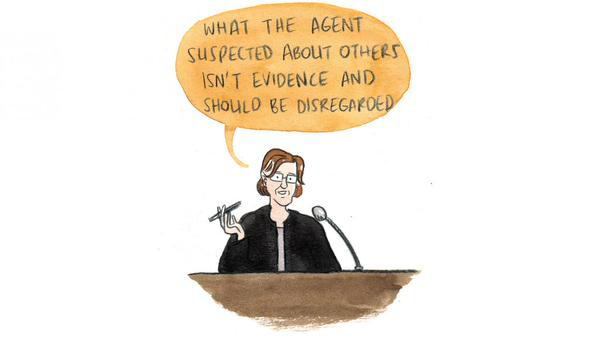 WHAT THE AGENT
SUSPECTED ABOUT OTHERS
ISN'T EVIDENCE AND
SHOULD BE DISREGARDED